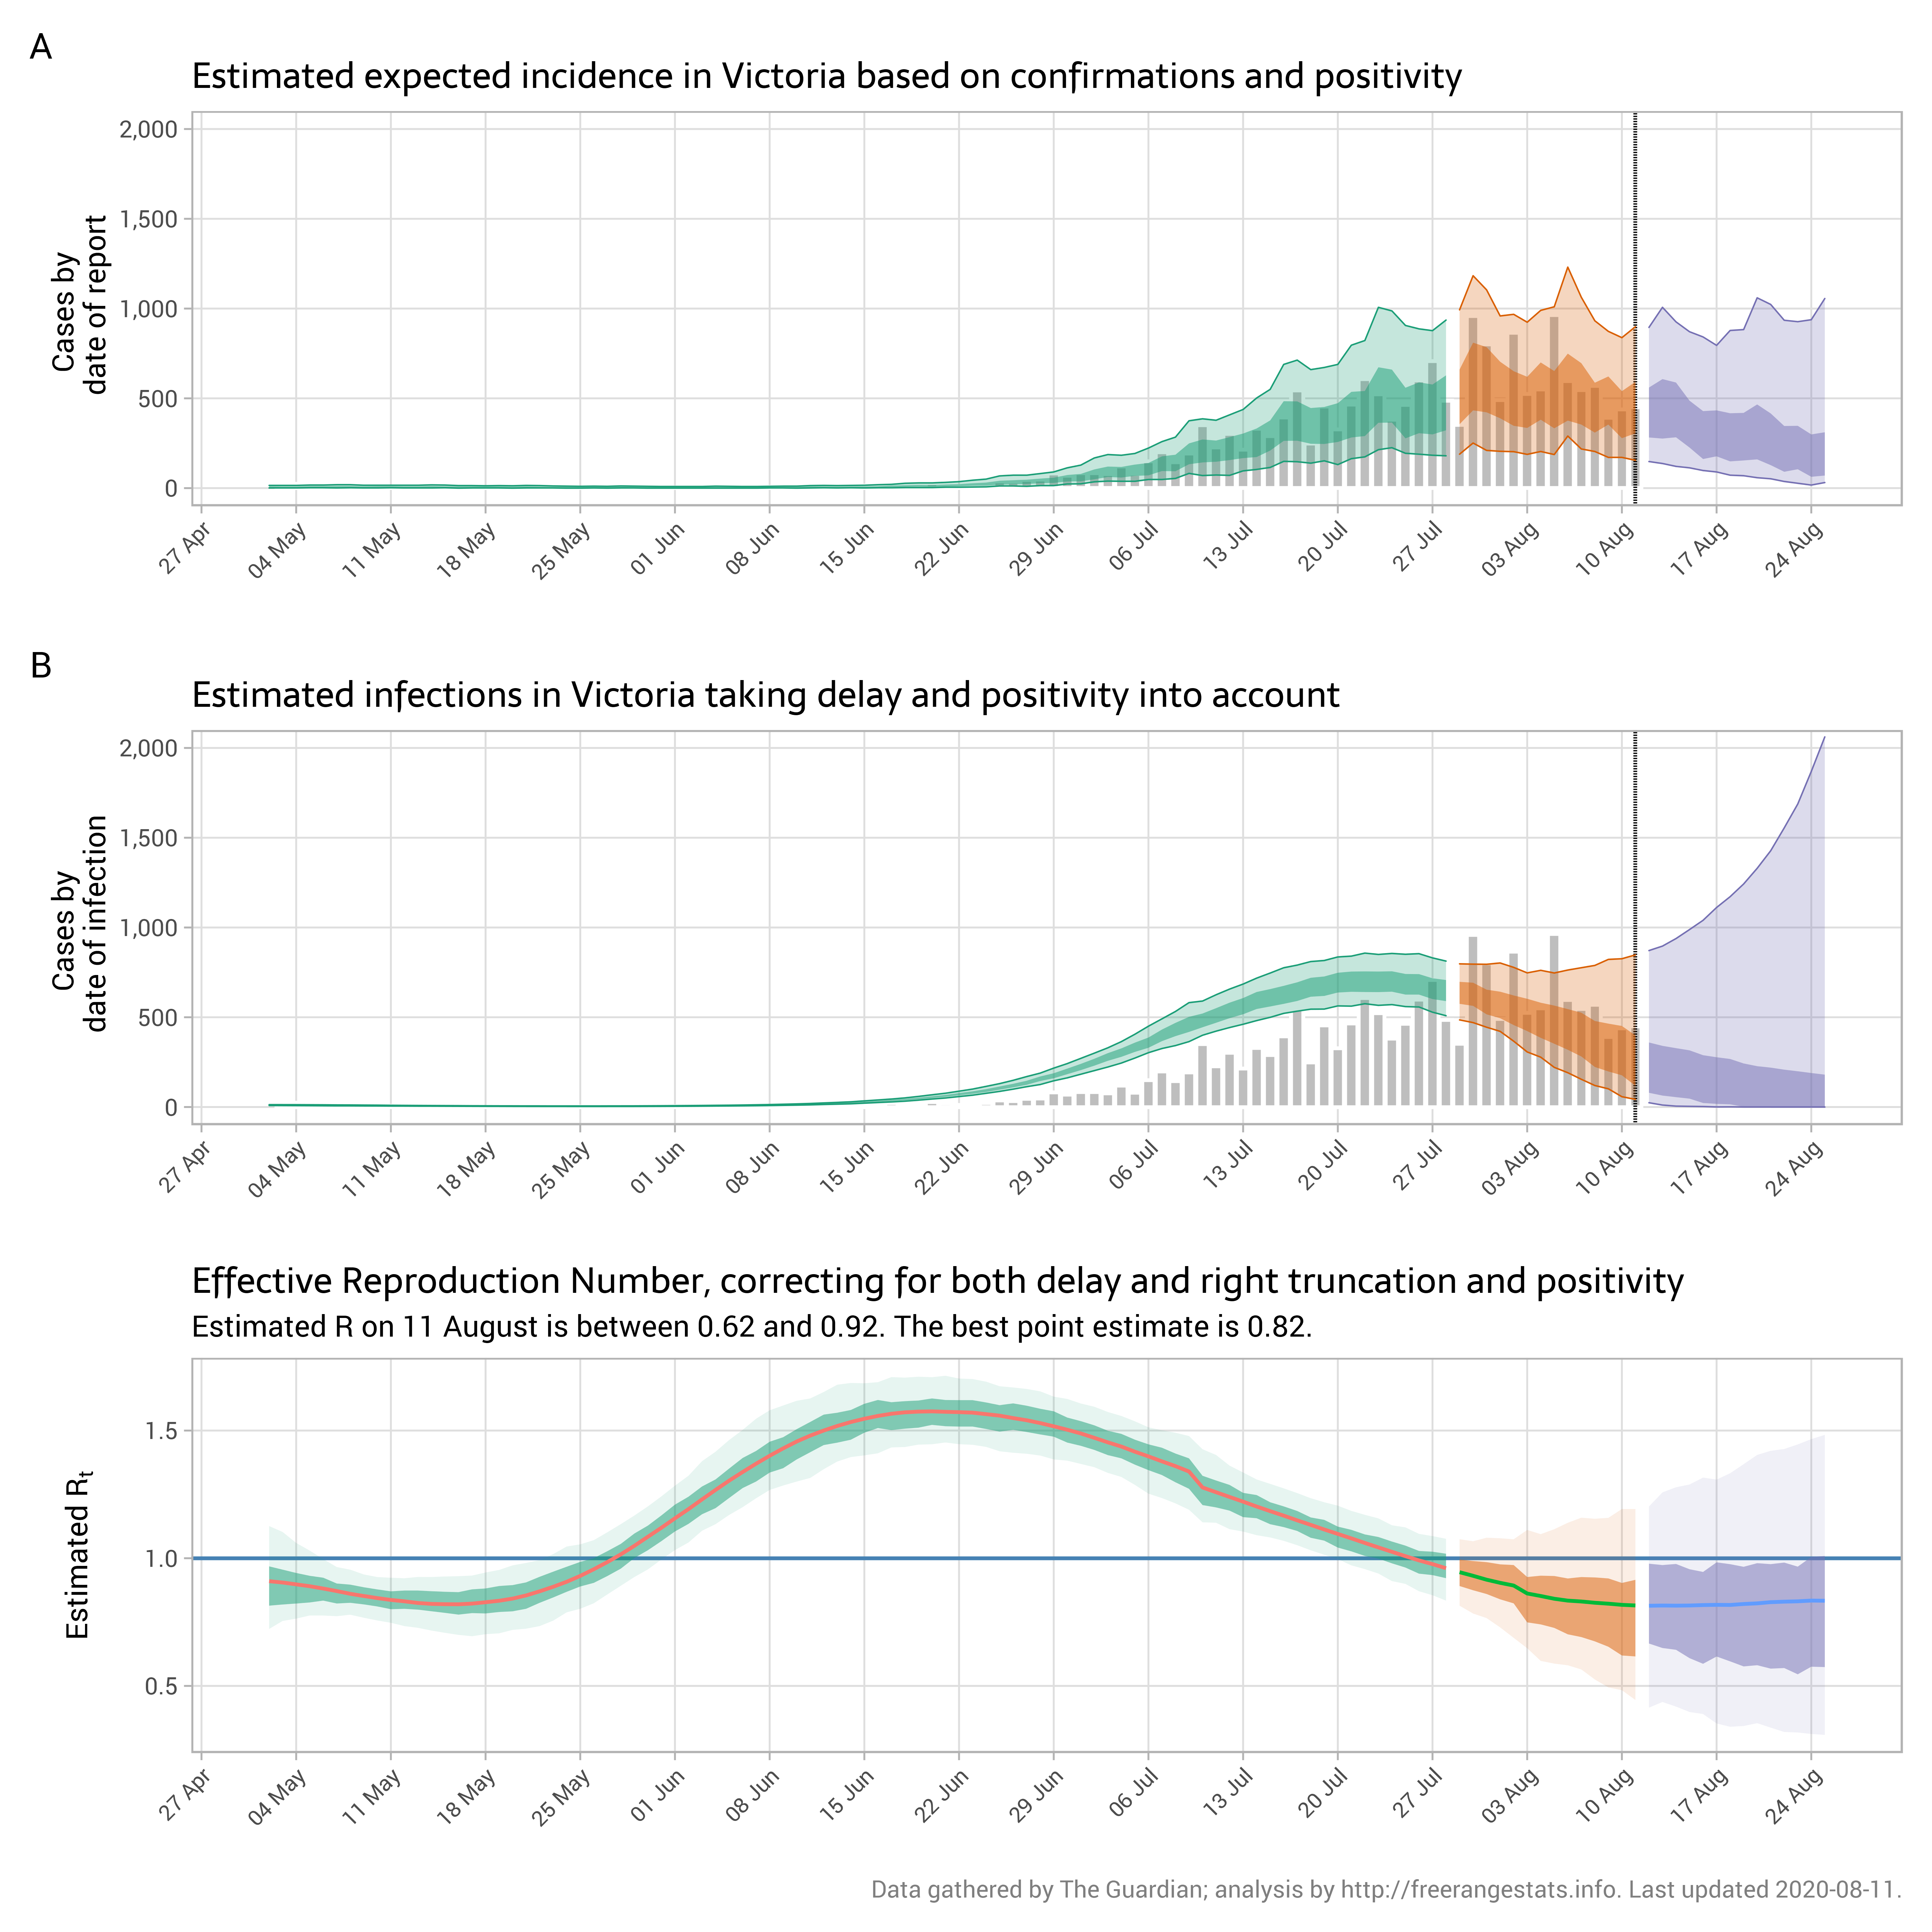 A
Estimated expected incidence in Victoria based on confirmations and positivity
Cases by
date of report
2,000
1,500
1,000
500
0
27 Apr
04 May
11 May
18 May
25 May
01 Jun
08 Jun
15 Jun
22 Jun
29 Jun
06 Jul
13 Jul
20 Jul
27 Jul
03 Aug
10 Aug
17 Aug
24 Aug
B
Estimated infections in Victoria taking delay and positivity into account
Cases by
date of infection
2,000
1,500
1,000
500
0
27 Apr
04 May
11 May
18 May
25 May
01 Jun
08 Jun
15 Jun
22 Jun
29 Jun
06 Jul
13 Jul
20 Jul
27 Jul
03 Aug
10 Aug
17 Aug
24 Aug
Effective Reproduction Number, correcting for both delay and right truncation and positivity
Estimated R on 11 August is between 0.62 and 0.92. The best point estimate is 0.82.
Estimated Rt
1.5
1.0
0.5
27 Apr
04 May
11 May
18 May
25 May
01 Jun
08 Jun
15 Jun
22 Jun
29 Jun
06 Jul
13 Jul
20 Jul
27 Jul
03 Aug
10 Aug
17 Aug
24 Aug
Data gathered by The Guardian; analysis by http://freerangestats.info. Last updated 2020-08-11.